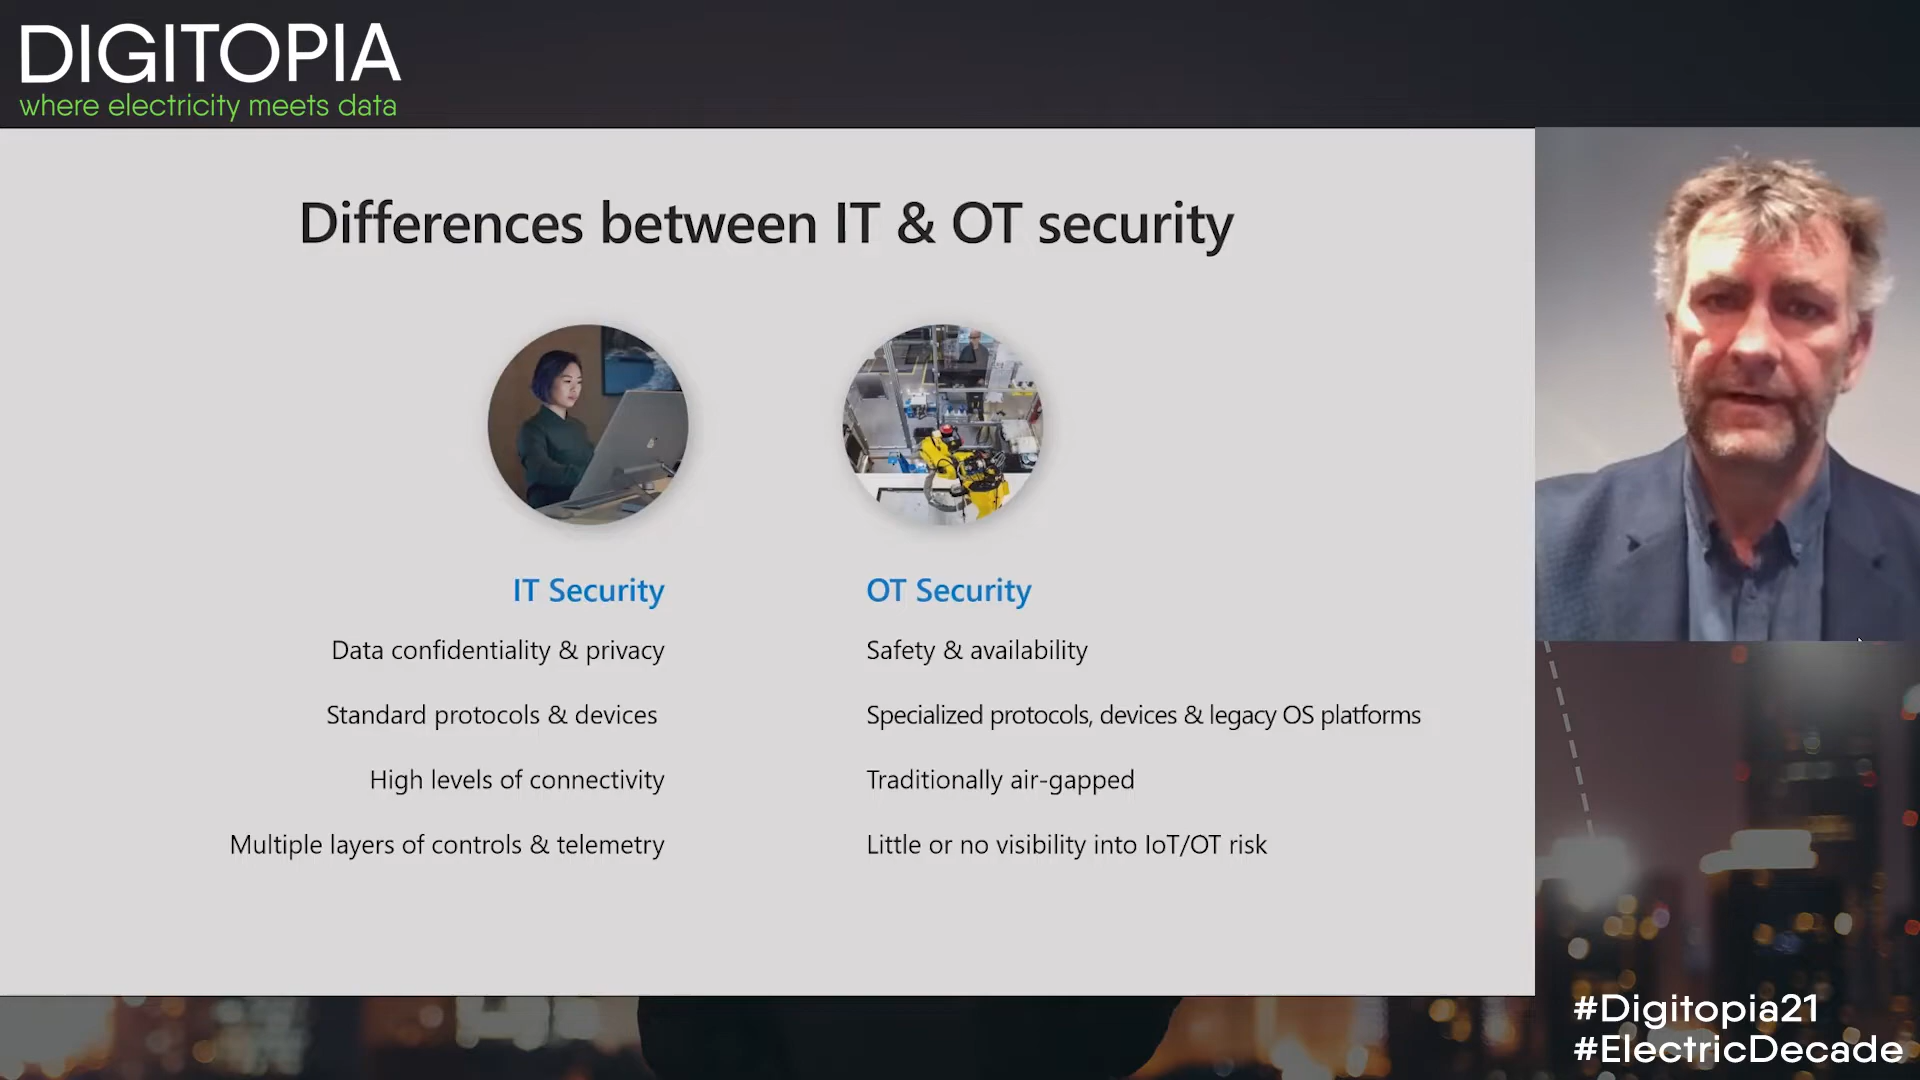 DIGITOPIA
where electricity meets data
Differences between IT & OT security
IT Security
Data confidentiality & privacy
Standard protocols & devices
High levels of connectivity
Multiple layers of controls & telemetry
OT Security
Safety & availability
Specialized protocols, devices & legacy OS platforms
Traditionally air-gapped
Little or no visibility into IoT/OT risk
#Digitopia21
#ElectricDecade